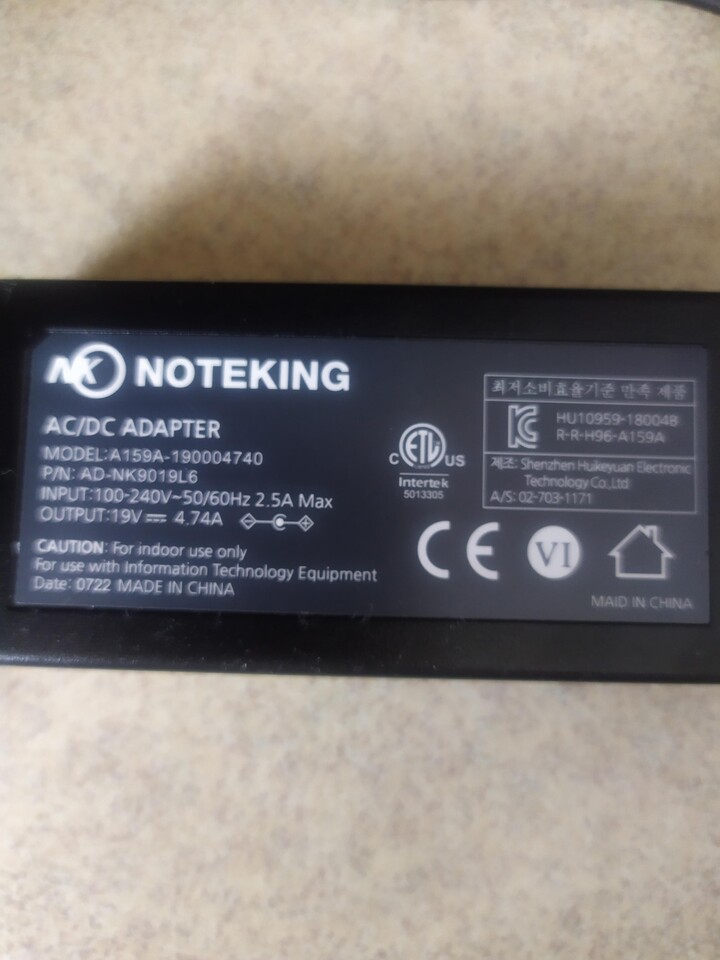 NK NOTEKING
AC/DC ADAPTER
MODEL:A159A-190004740
P/N: AD-NK9019L6
INPUT:100-240V~50/60Hz 2.5A Max
OUTPUT:19V 4.74A
CAUTION: For indoor use only
For use with Information Technology Equipment
Date: 0722 MADE IN CHINA
C ETL US
Intertek
5013305
최저소비효율기준 만족 제품
HU10959-18004B
R-R-H96-A159A
제조: Shenzhen Huikeyuan Electronic
Technology Co.,Ltd
A/S: 02-703-1171
CE VI
MAID IN CHINA